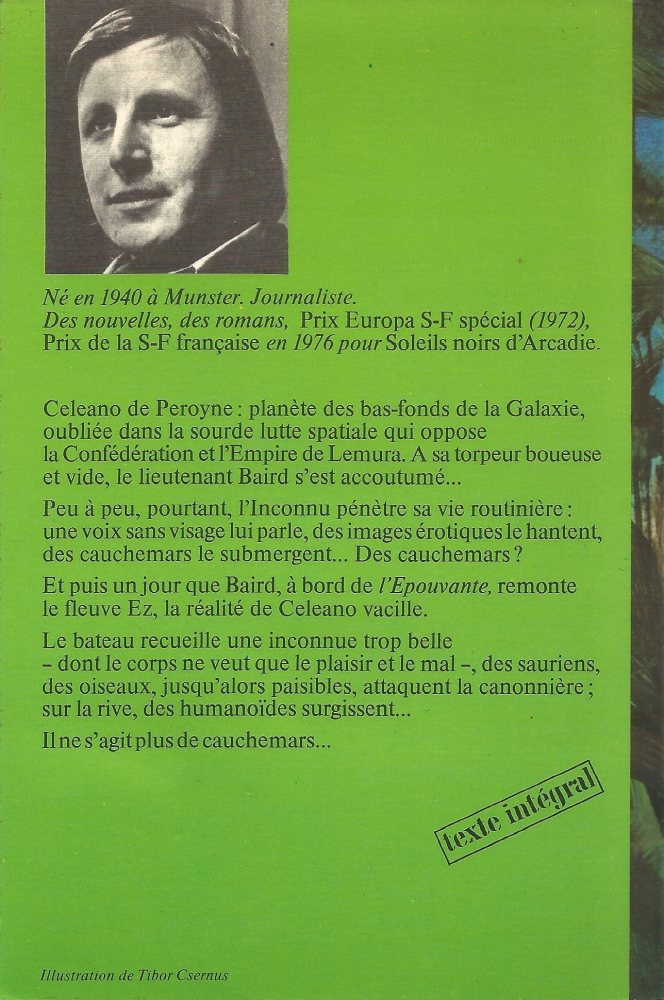 Né en 1940 à Munster. Journaliste.
Des nouvelles, des romans, Prix Europa S-F spécial (1972),
Prix de la S-F française en 1976 pour Soleils noirs d'Arcadie.
Celeano de Peroyne : planète des bas-fonds de la Galaxie,
oubliée dans la sourde lutte spatiale qui oppose
la Confédération et l'Empire de Lemura. A sa torpeur boueuse
et vide, le lieutenant Baird s'est accoutumé...
Peu à peu, pourtant, l'Inconnu pénètre sa vie routinière :
une voix sans visage lui parle, des images érotiques le hantent,
des cauchemars le submergent... Des cauchemars ?
Et puis un jour que Baird, à bord de l'Epouvante, remonte
le fleuve Ez, la réalité de Celeano vacille.
Le bateau recueille une inconnue trop belle
– dont le corps ne veut que le plaisir et le mal –, des sauriens,
des oiseaux, jusqu'alors paisibles, attaquent la canonnière ;
sur la rive, des humanoïdes surgissent...
Il ne s'agit plus de cauchemars...
texte intégral
Illustration de Tibor Csernus